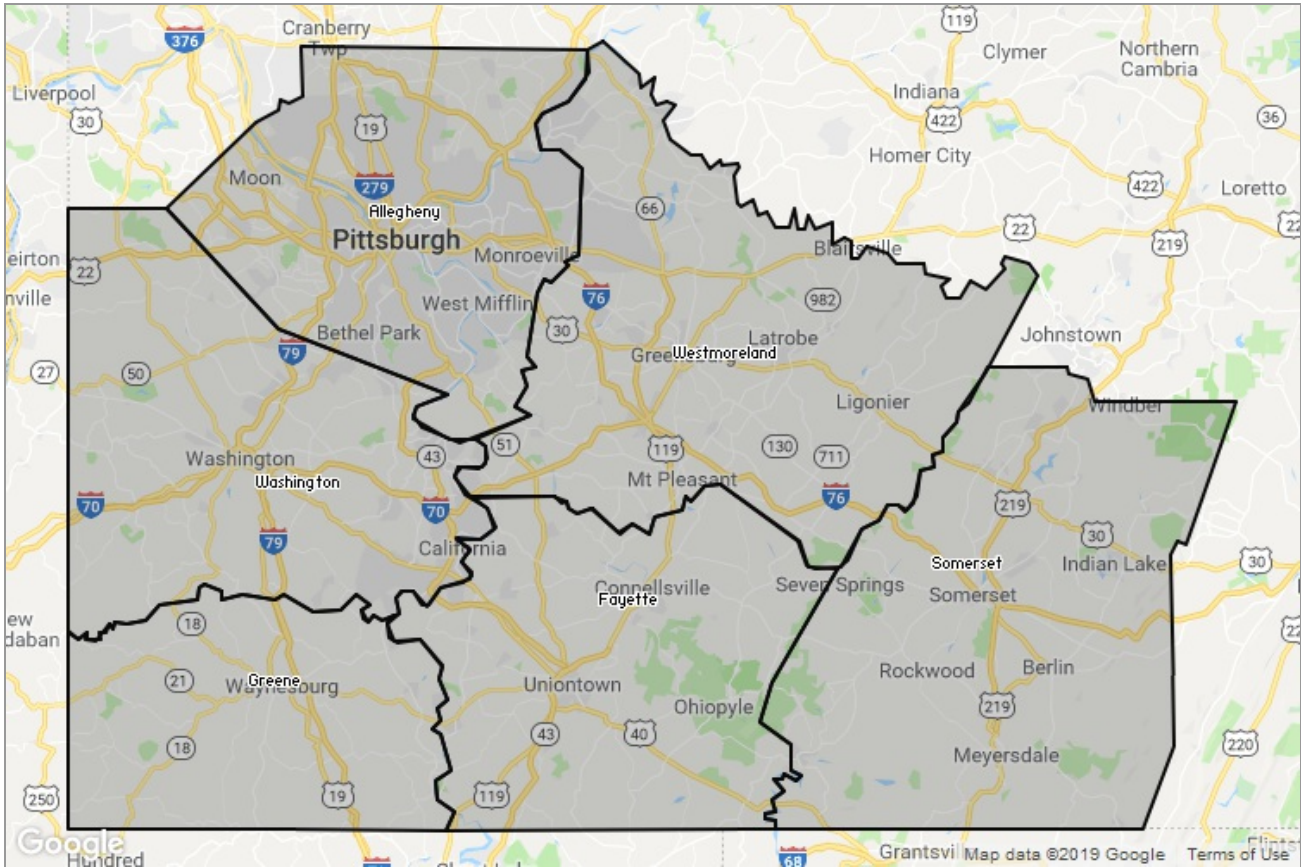 119
Cranberry
Twp
376
Clymer
Northern
Cambria
Liverpool
Indiana
30
422
36
19
Homer City
Moon
279
422
Loretto
66
Allegheny
Pittsburgh
22
219
Monroeville
Blairsville
22
982
West Mifflin
76
30
Bethel Park
Latrobe
Johnstown
79
Greensburg
Westmoreland
27
50
Ligonier
Windber
51
43
119
130
711
Washington
Mt Pleasant
Washington
76
219
70
70
30
79
California
Indian Lake
Somerset
30
Seven Springs
Connellsville
Fayette
Somerset
18
Rockwood
Berlin
21
Greene
Waynesburg
Uniontown
Ohiopyle
219
18
43
40
220
Meyersdale
250
19
119
Google
68
Map data ©2019 Google
Terms of Use
Hundred